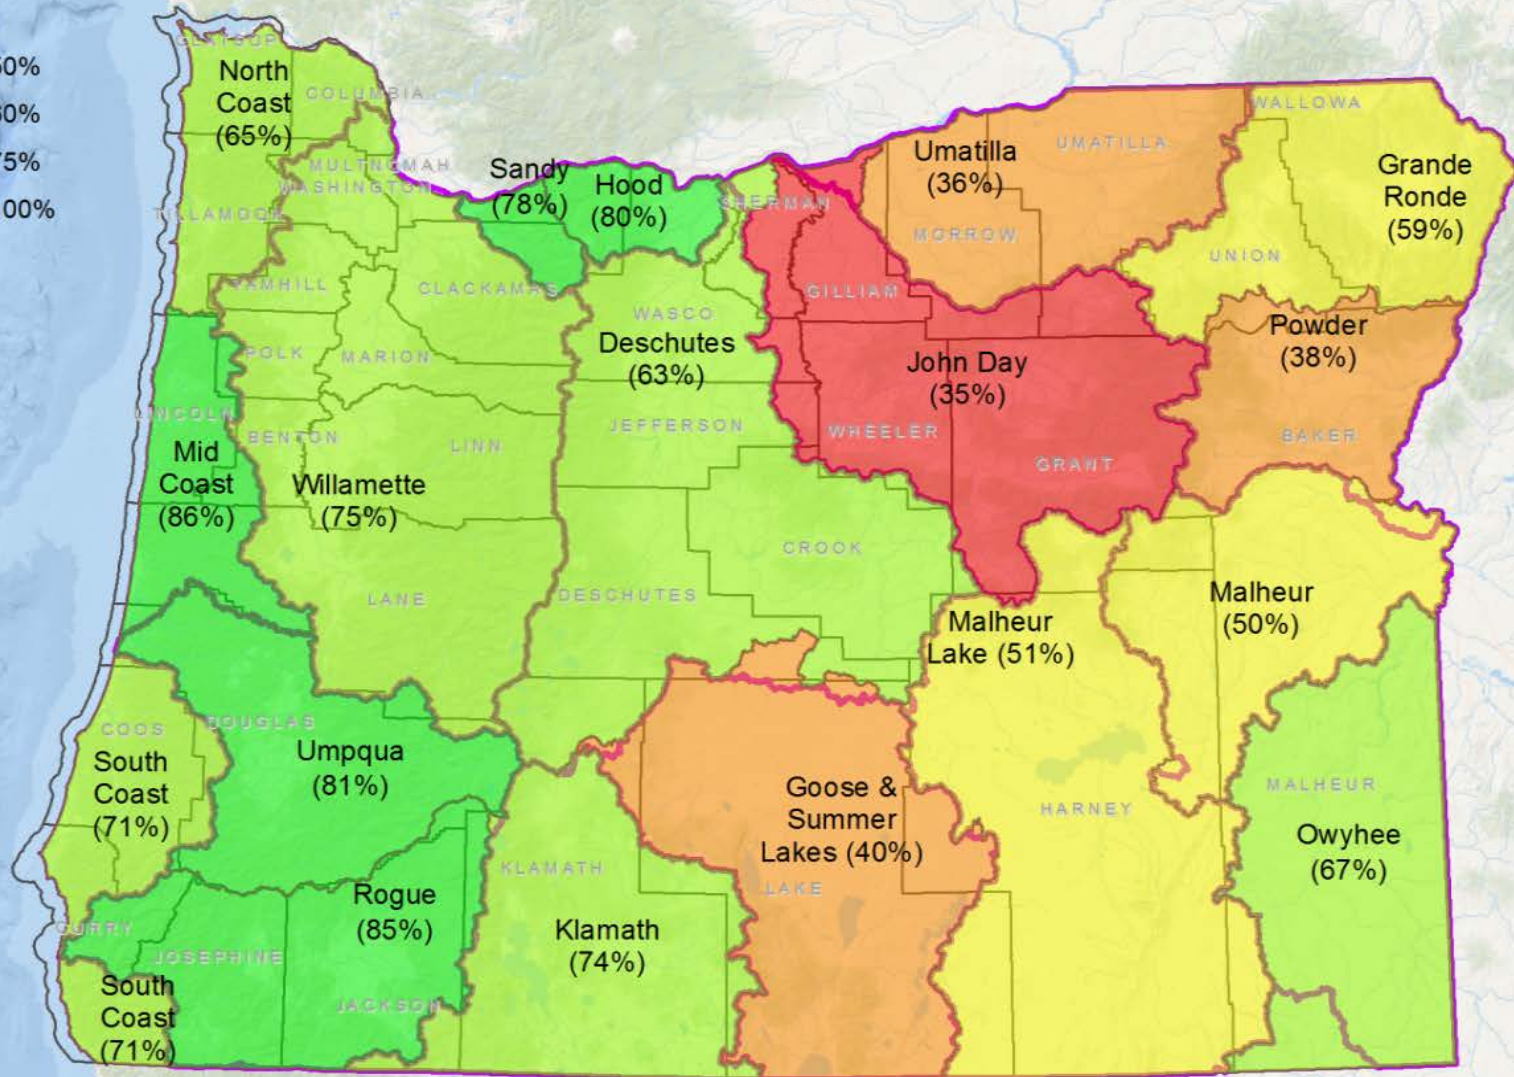 CLATSOP
North
Coast
(65%)
COLUMBIA
0%
0%
75%
00%
MULTNOMAH
WASHINGTON
TILLAMOOK
Sandy
(78%)
Hood
(80%)
SHERMAN
Umatilla
(36%)
UMATILLA
MORROW
WALLOWA
Grande
Ronde
(59%)
UNION
YAMHILL
CLACKAMAS
WASCO
Deschutes
(63%)
GILLIAM
Powder
(38%)
POLK
MARION
John Day
(35%)
LINCOLN
BENTON
LINN
JEFFERSON
WHEELER
GRANT
BAKER
Mid
Coast
(86%)
Willamette
(75%)
CROOK
LANE
DESCHUTES
Malheur
Lake (51%)
Malheur
(50%)
COOS
DOUGLAS
South
Coast
(71%)
Umpqua
(81%)
Goose &
Summer
Lakes (40%)
LAKE
HARNEY
MALHEUR
Owyhee
(67%)
KLAMATH
Klamath
(74%)
Rogue
(85%)
CURRY
JOSEPHINE
JACKSON
South
Coast
(71%)